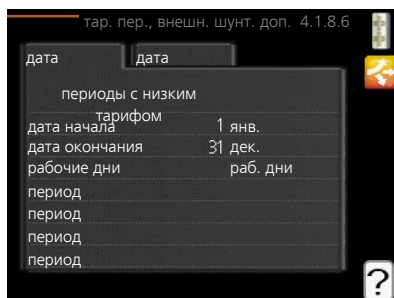 тар. пер., внешн. шунт. доп. 4.1.8.6
дата дата
периоды с низким
тарифом
дата начала 1 янв.
дата окончания 31 дек.
рабочие дни раб. дни
период
период
период
период
?